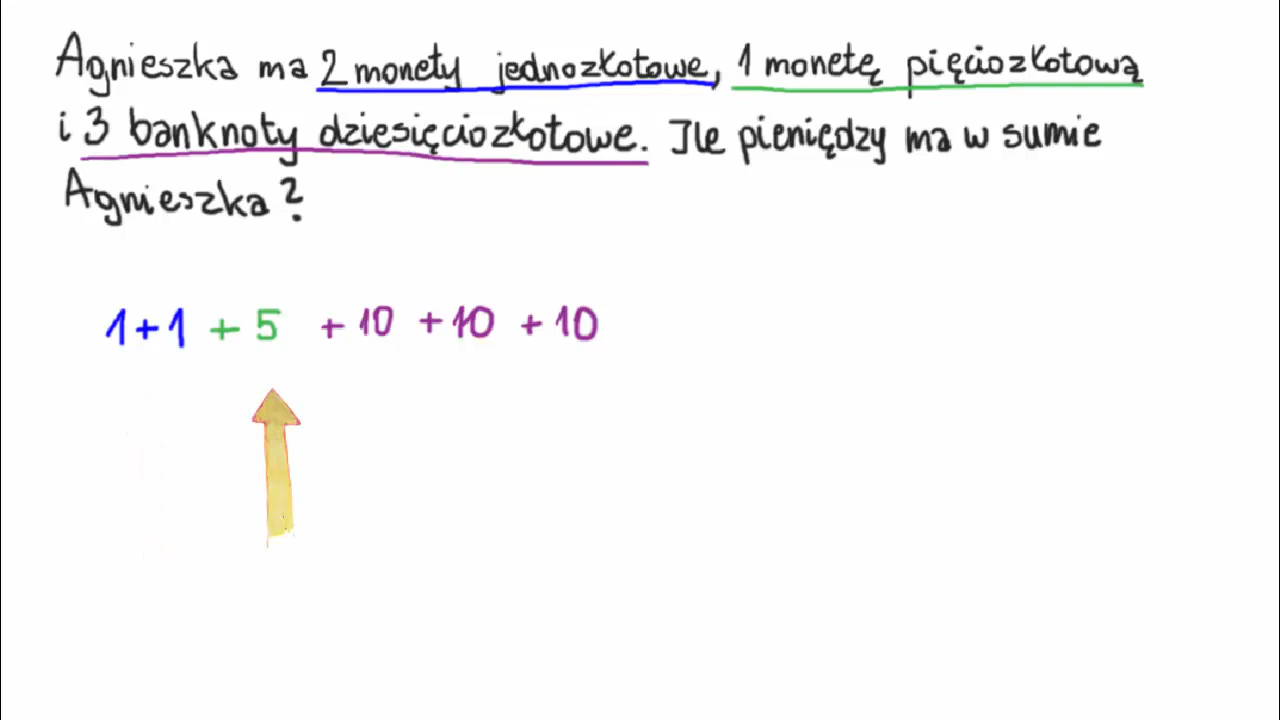 Agnieszka ma 2 monety jednozłotowe, 1 monetę pięciozłotową
i 3 banknoty dziesięciozłotowe. Ile pieniędzy ma w sumie
Agnieszka?
1+1 + 5 + 10 + 10 + 10